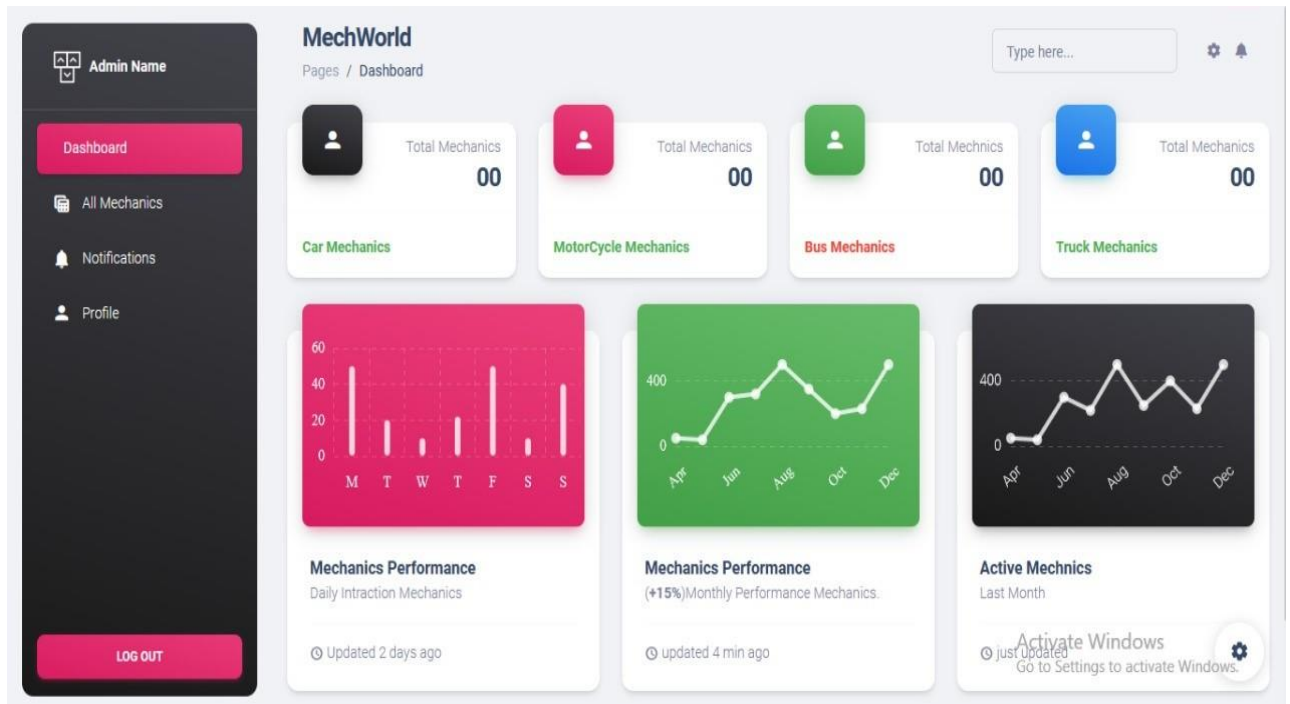 Admin Name
Dashboard
All Mechanics
Notifications
Profile
LOG OUT
MechWorld
Pages / Dashboard
Type here...
Total Mechanics
00
Car Mechanics
Total Mechanics
00
MotorCycle Mechanics
Total Mechnics
00
Bus Mechanics
Total Mechanics
00
Truck Mechanics
60
40
20
0
M T W T F S S
Mechanics Performance
Daily Intraction Mechanics
Updated 2 days ago
400
0
Apr Jun Aug Oct Dec
Mechanics Performance
(+15%)Monthly Performance Mechanics.
updated 4 min ago
400
0
Apr Jun Aug Oct Dec
Active Mechnics
Last Month
just updated
Activate Windows
Go to Settings to activate Windows.